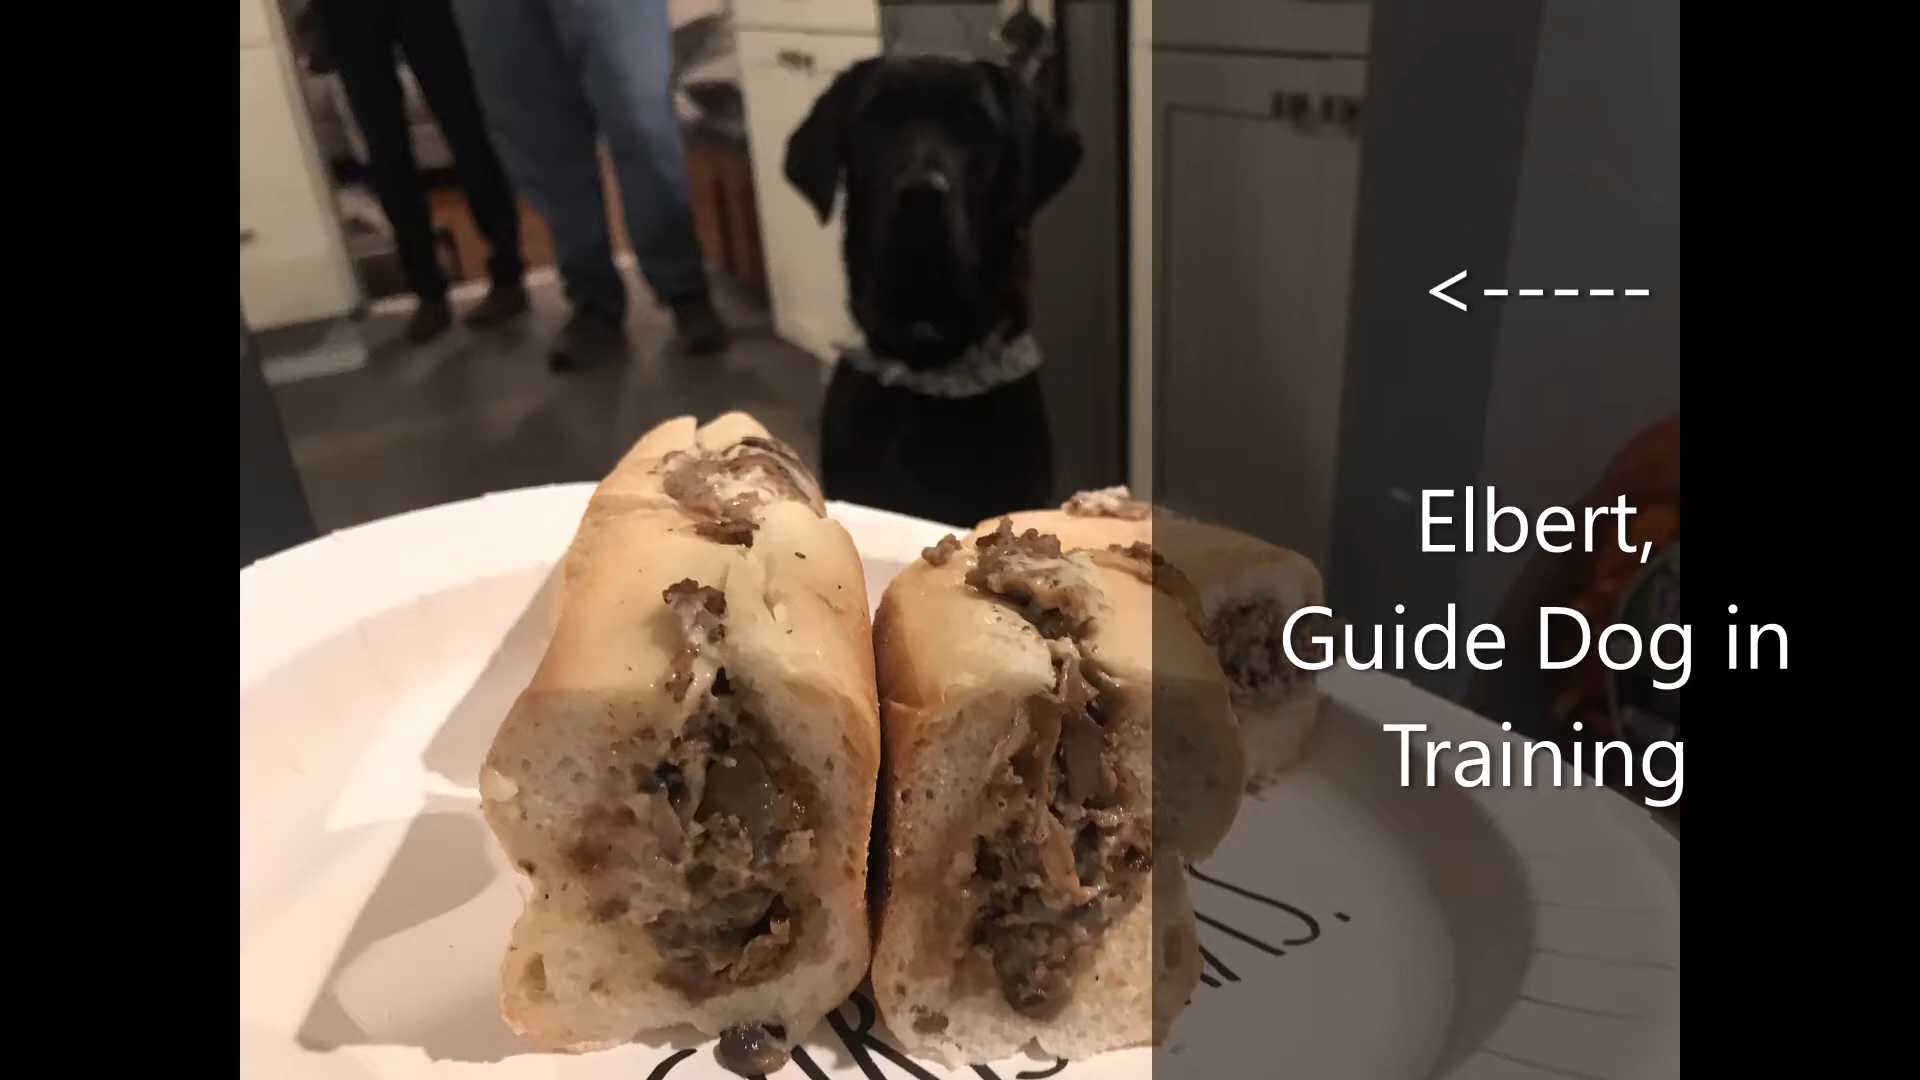 <-----
Elbert,
Guide Dog in
Training